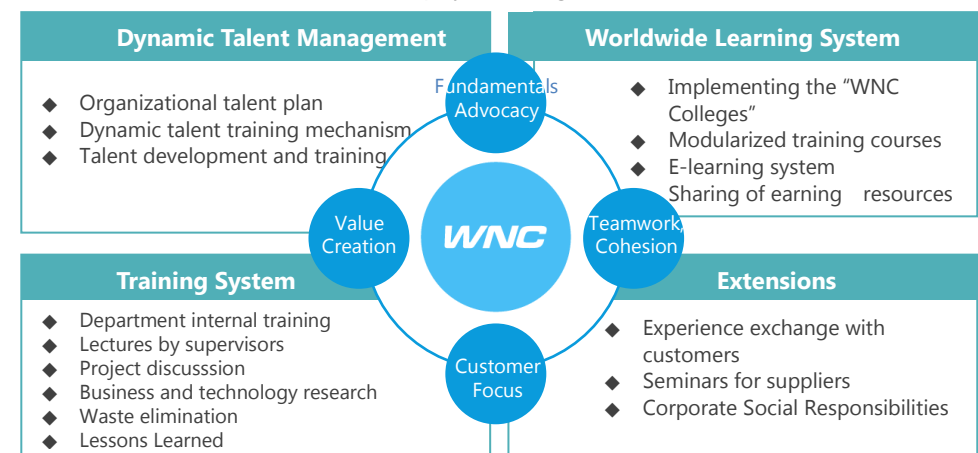 Dynamic Talent Management
◆ Organizational talent plan
◆ Dynamic talent training mechanism
◆ Talent development and training
Worldwide Learning System
◆ Implementing the “WNC
Colleges”
◆ Modularized training courses
◆ E-learning system
Sharing of earning resources
Fundamentals
Advocacy
Value
Creation
WNC
Teamwork,
Cohesion
Customer
Focus
Training System
◆ Department internal training
◆ Lectures by supervisors
◆ Project discusssion
◆ Business and technology research
◆ Waste elimination
◆ Lessons Learned
Extensions
◆ Experience exchange with
customers
◆ Seminars for suppliers
◆ Corporate Social Responsibilities